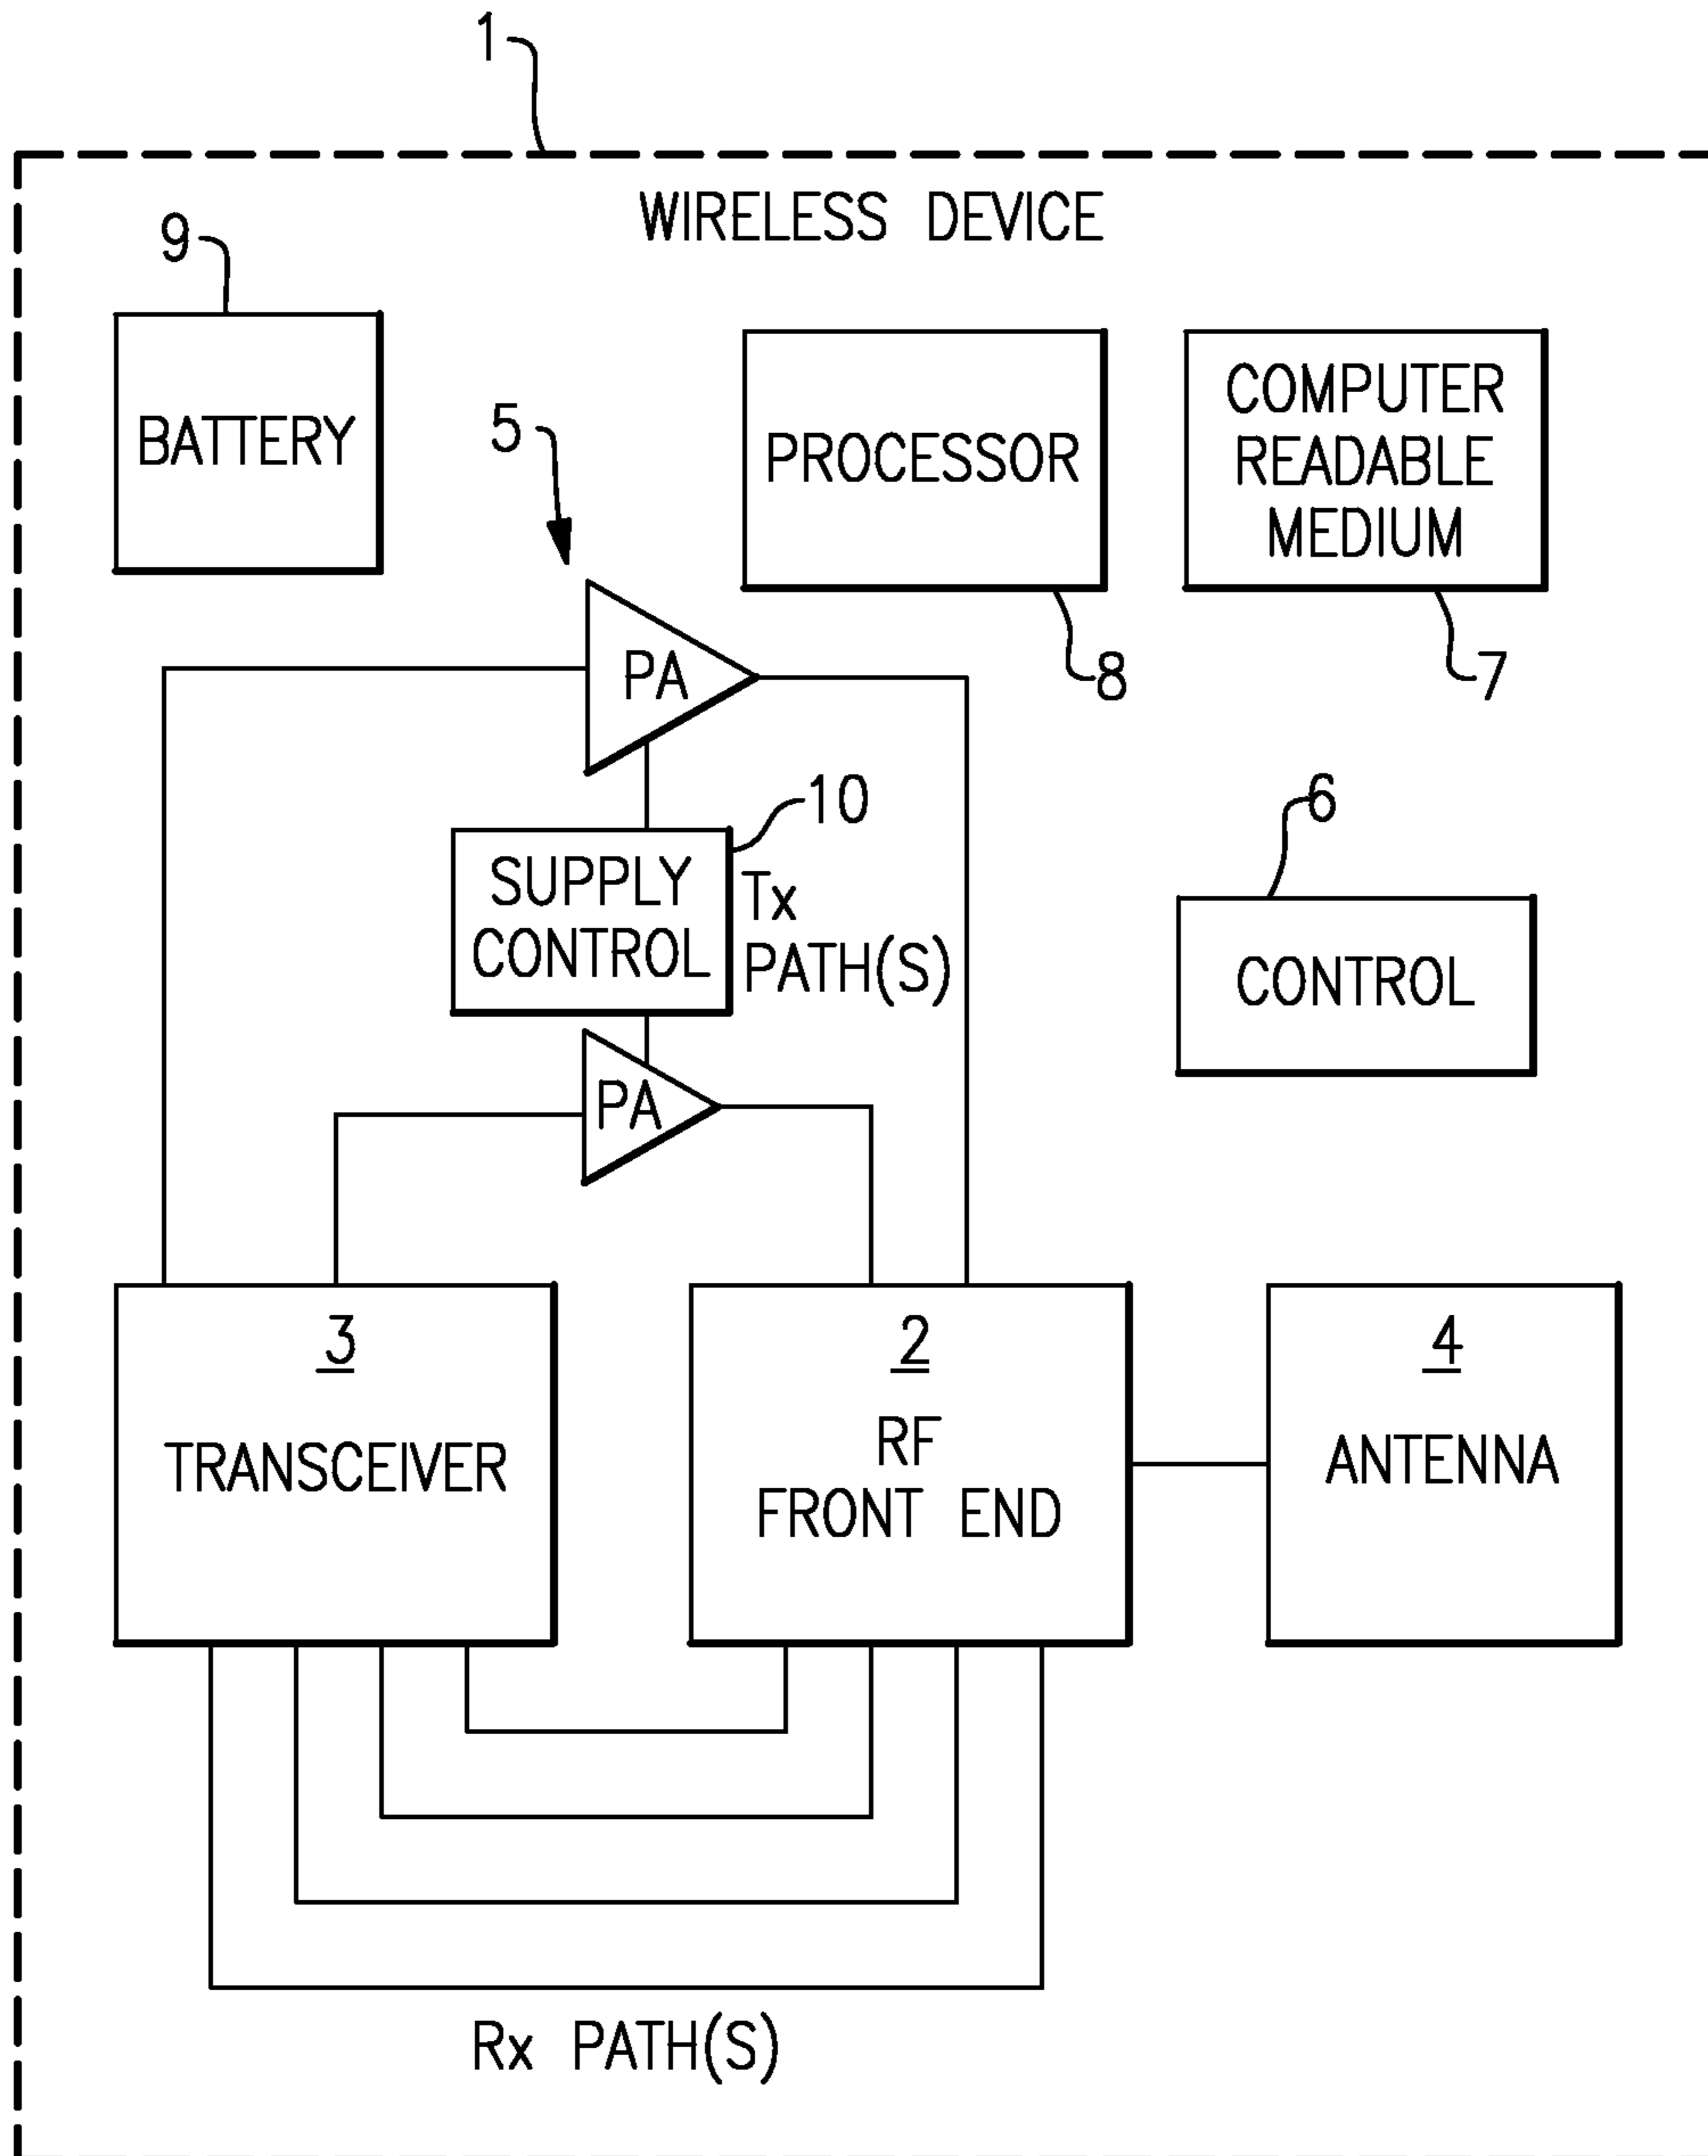 1
WIRELESS DEVICE
9
BATTERY
5
PROCESSOR
8
COMPUTER
READABLE
MEDIUM
7
PA
10
SUPPLY
CONTROL
Tx
PATH(S)
6
CONTROL
PA
3
TRANSCEIVER
2
RF
FRONT END
4
ANTENNA
Rx PATH(S)